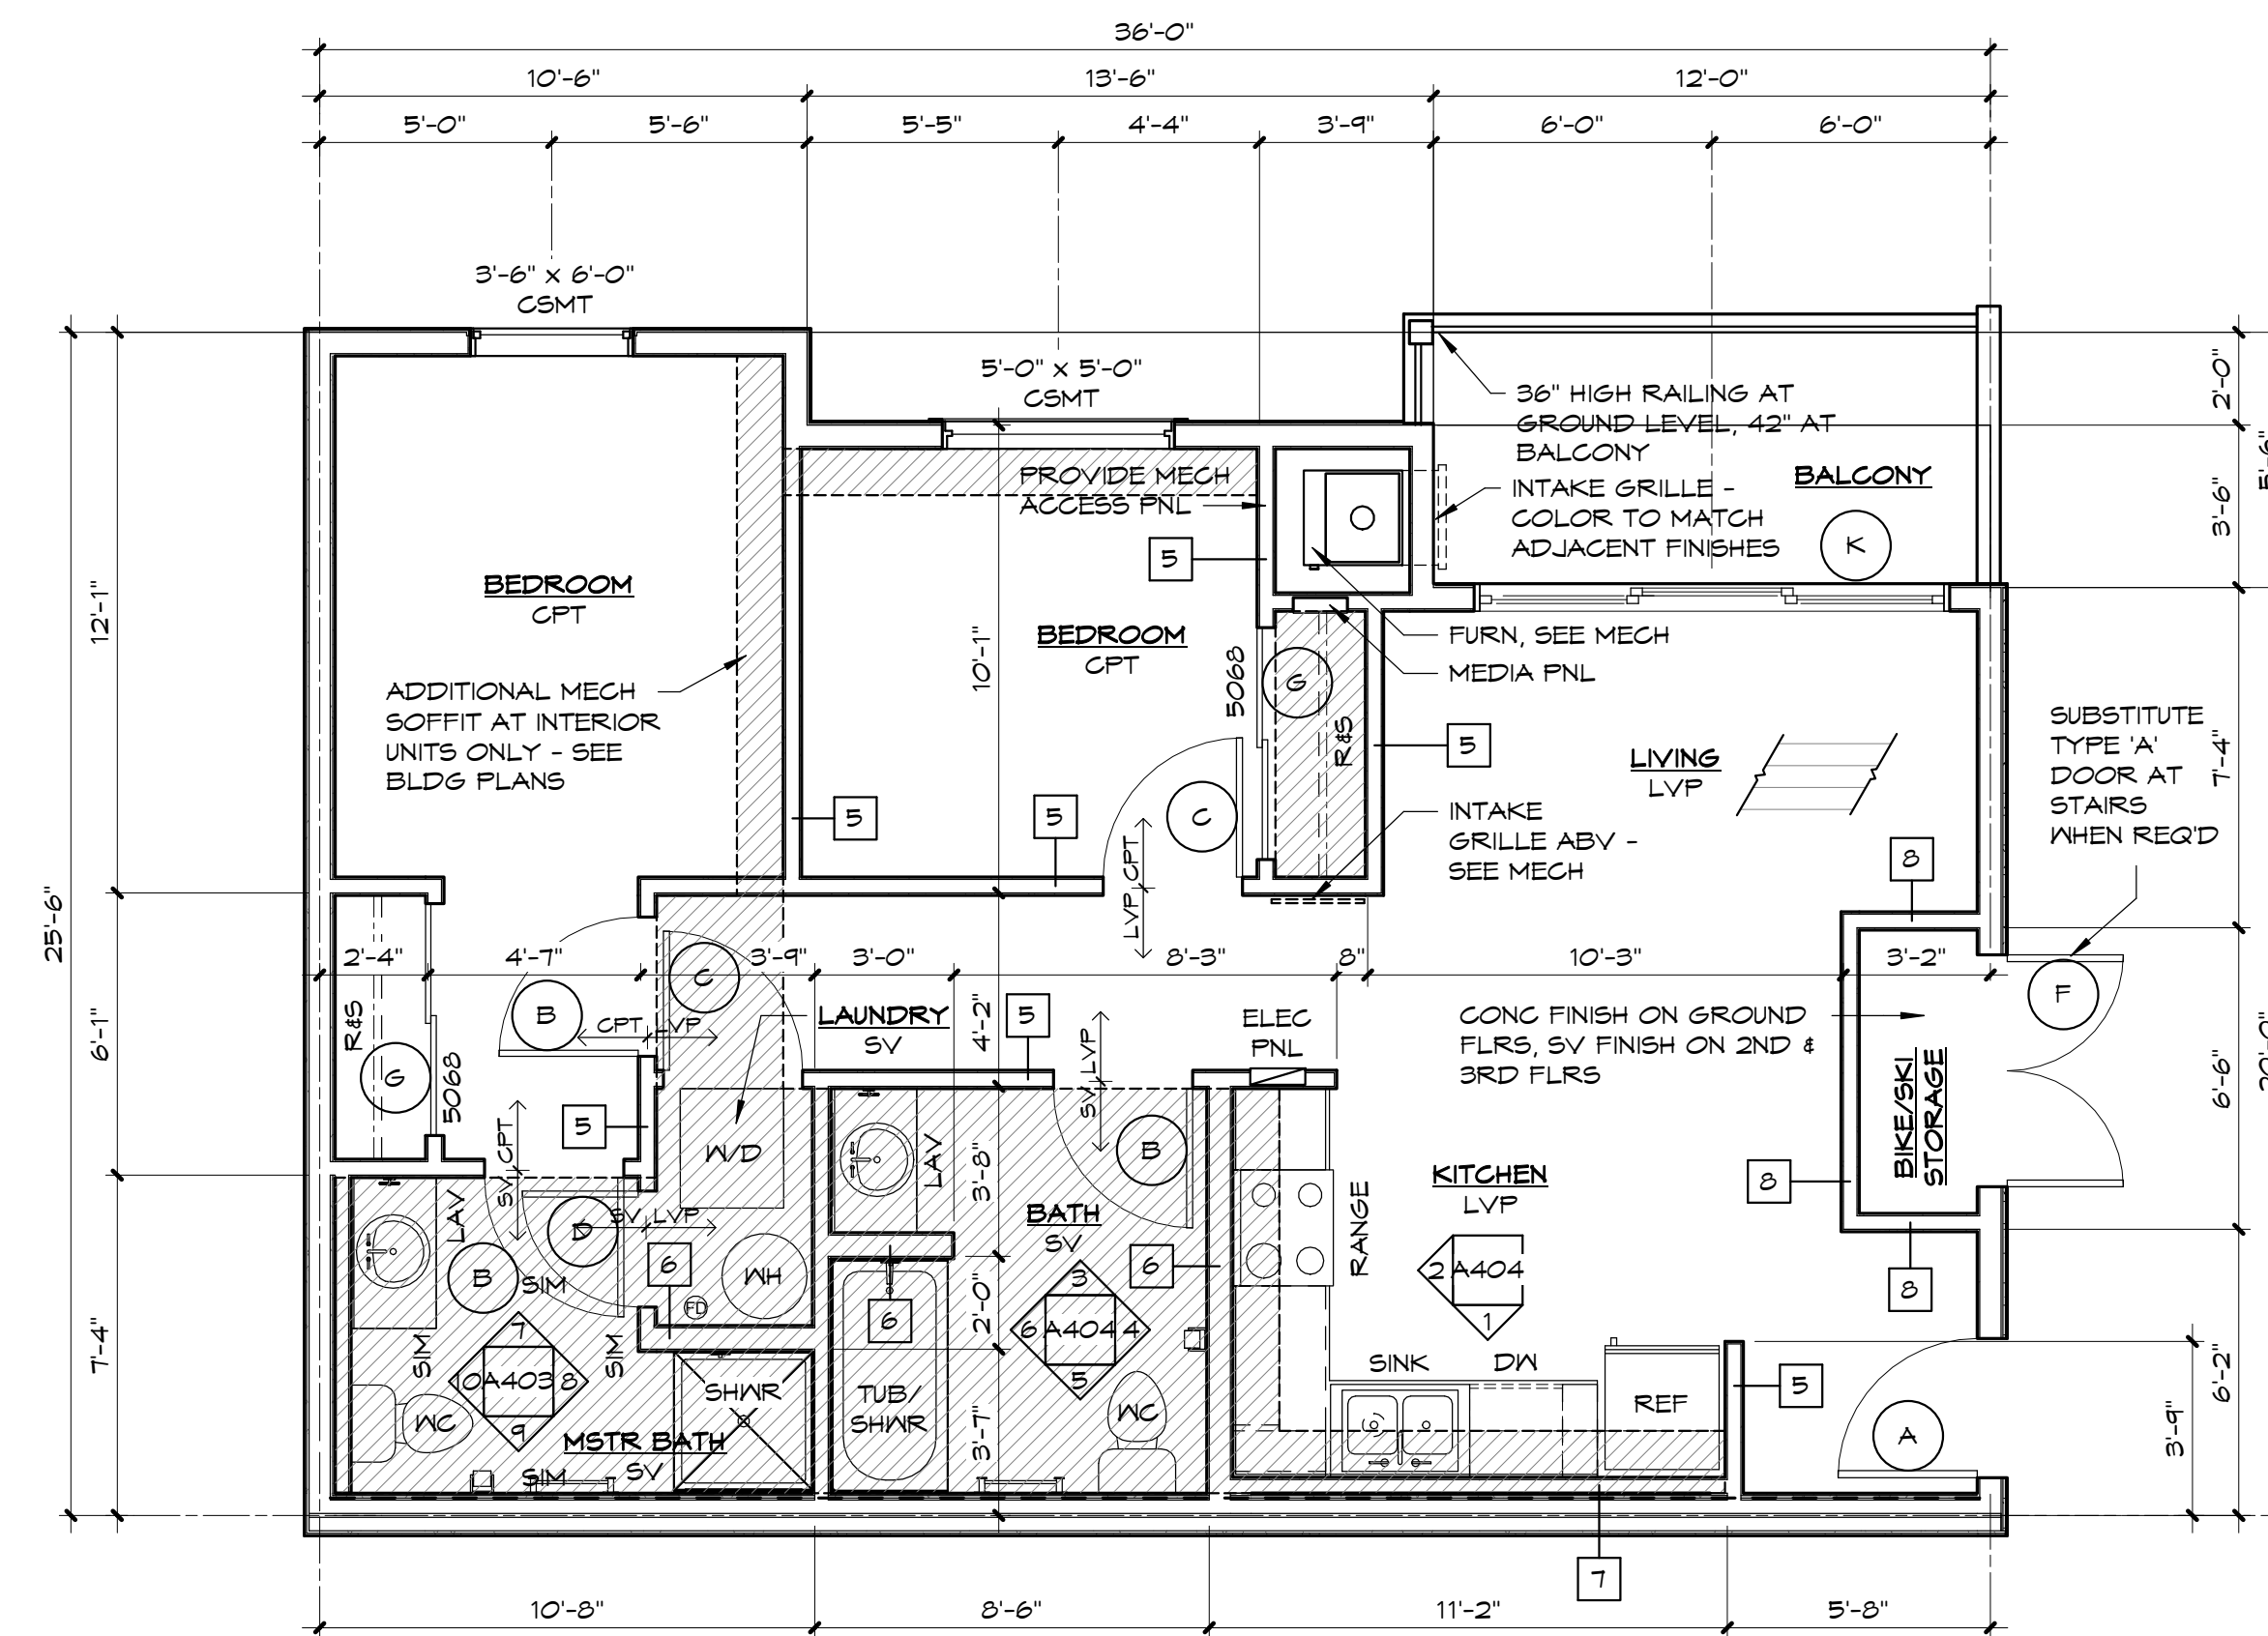 36'-0"
10'-6"
13'-6"
12'-0"
5'-0"
5'-6"
5'-5"
4'-4"
3'-9"
6'-0"
6'-0"
3'-6" x 6'-0"
CSMT
5'-0" x 5'-0"
CSMT
36" HIGH RAILING AT
GROUND LEVEL, 42" AT
BALCONY
BALCONY
K
PROVIDE MECH
ACCESS PNL
INTAKE GRILLE -
COLOR TO MATCH
ADJACENT FINISHES
2'-0"
3'-6"
5'-6"
5
BEDROOM
CPT
BEDROOM
CPT
10'-1"
5068
G
R&S
FURN, SEE MECH
MEDIA PNL
5
12'-1"
25'-6"
ADDITIONAL MECH
SOFFIT AT INTERIOR
UNITS ONLY - SEE
BLDG PLANS
LIVING
LVP
SUBSTITUTE
TYPE 'A'
DOOR AT
STAIRS
WHEN REQ'D
7'-4"
5
5
C
INTAKE
GRILLE ABV -
SEE MECH
8
LVP CPT
2'-4"
4'-7"
3'-9"
3'-0"
8'-3"
8"
10'-3"
3'-2"
C
B
F
R&S
CPT LVP
LAUNDRY
SV
4'-2"
5
SV LVP
ELEC
PNL
CONC FINISH ON GROUND
FLRS, SV FINISH ON 2ND &
3RD FLRS
6'-1"
G
5068
5
SV CPT
W/D
LAV
3'-8"
B
BIKE/SKI
STORAGE
6'-6"
20'-0"
8
KITCHEN
LVP
RANGE
BATH
SV
LAV
D
SV LVP
B
SIM
6
WH
FD
6
6
2 A404
1
8
7'-4"
SIM
SIM
7
10 A403 8
9
2'-0"
3
6 A404 4
5
SINK
DW
REF
5
6'-2"
3'-9"
SHWR
TUB/
SHWR
WC
WC
A
MSTR BATH
SV
SIM
3'-7"
7
10'-8"
8'-6"
11'-2"
5'-8"